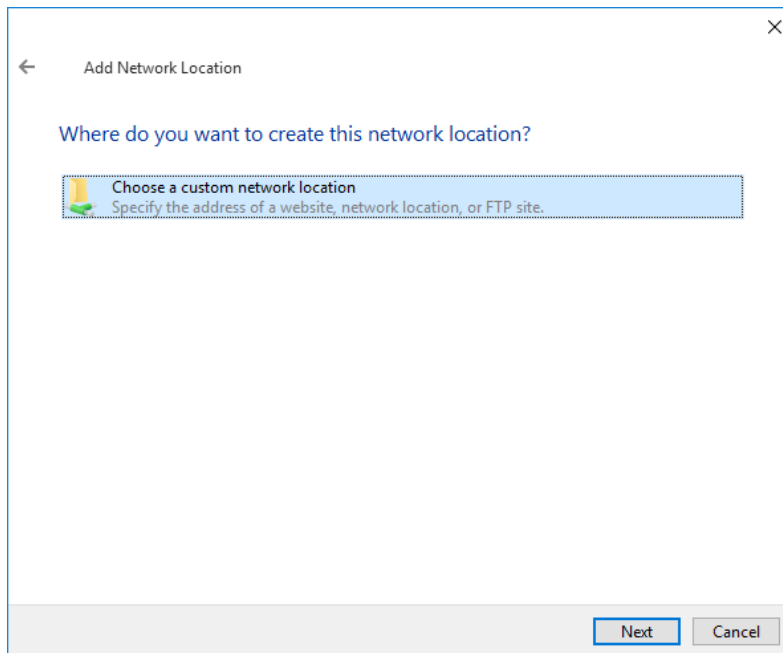 Add Network Location
Where do you want to create this network location?
Choose a custom network location
Specify the address of a website, network location, or FTP site.
Next
Cancel